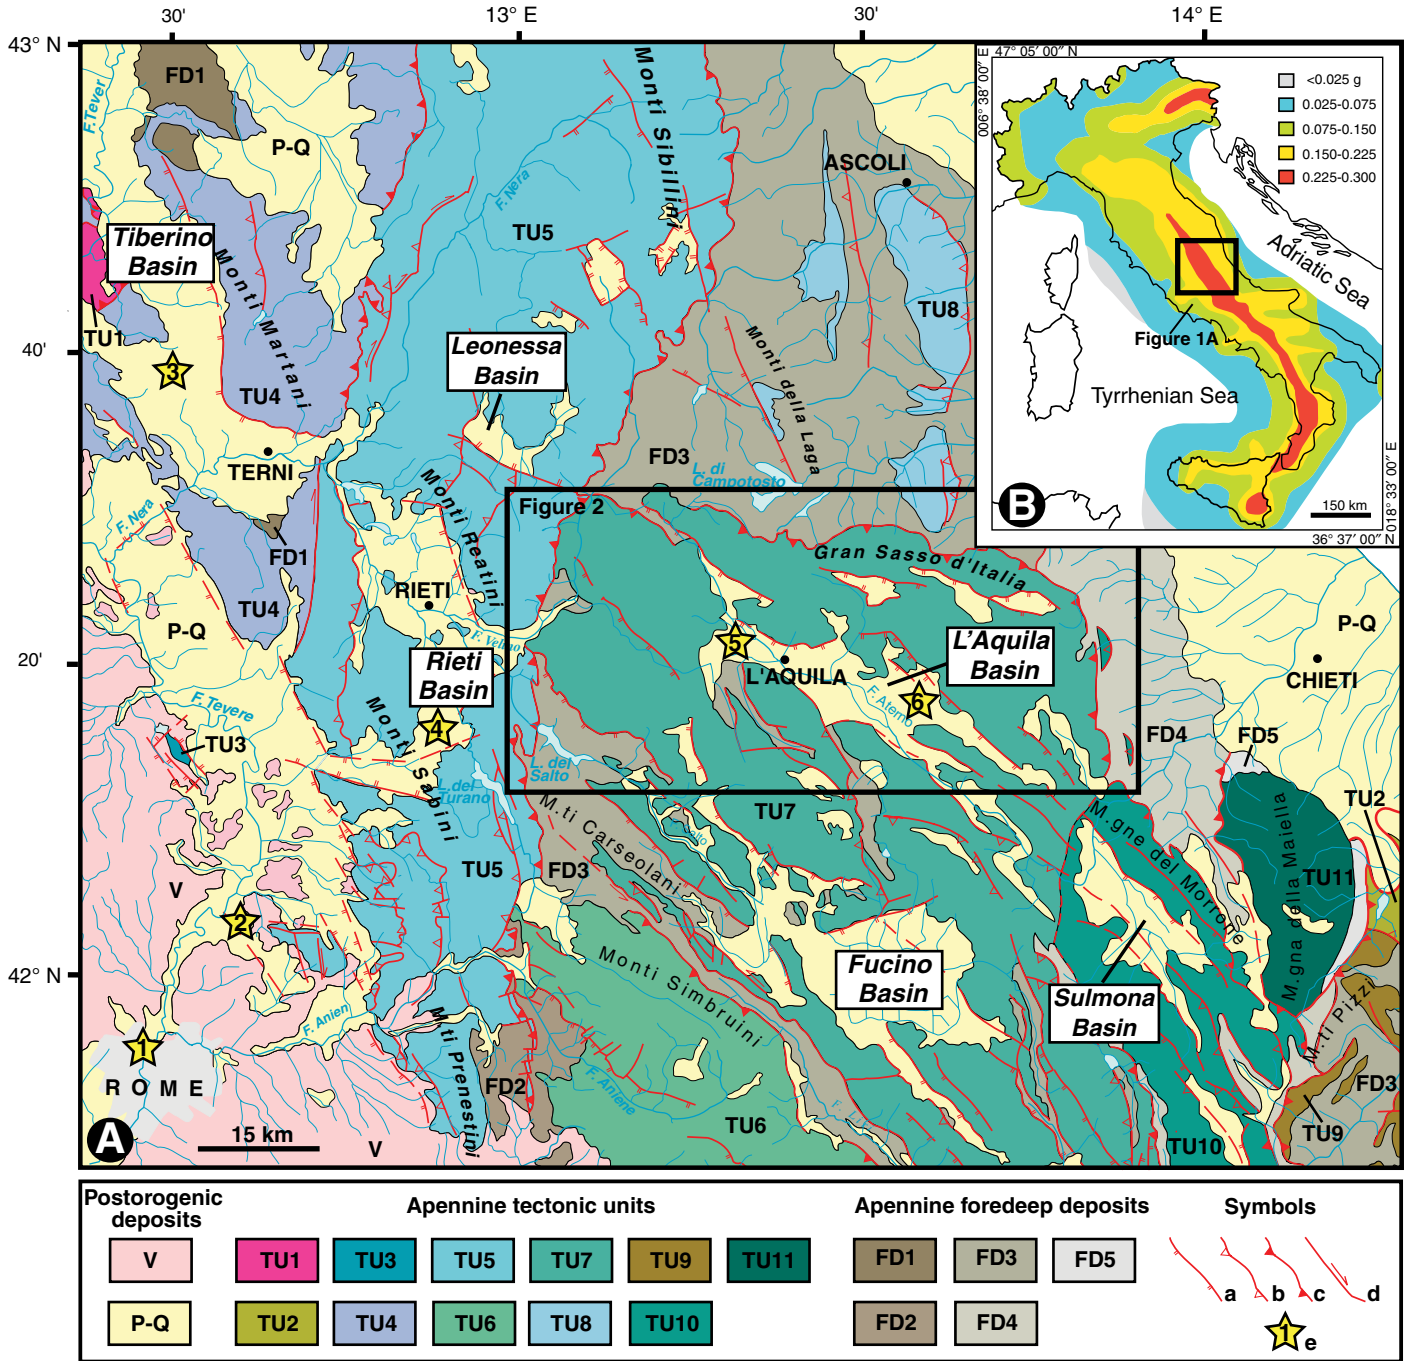 30'
13° E
30'
14° E
43° N
40'
20'
42° N
FD1
F.Tever
P-Q
Monti Sibillini
F.Nera
ASCOLI
TU5
Tiberino
Basin
Monti Martani
TU1
TU8
3
Leonessa
Basin
Monti della Laga
TU4
TERNI
FD3
L. di
Campotosto
Monti Reatini
F. Nera
Figure 2
FD1
Gran Sasso d'Italia
TU4
RIETI
P-Q
F. Velino
5
L'Aquila
Basin
L'AQUILA
Rieti
Basin
6
F. Aterno
P-Q
CHIETI
F. Tevere
4
TU3
Monti Sabini
L. del
Salto
L. del
Turano
FD4
FD5
TU2
M.ti Carseolani
TU7
M.gne del Morrone
M.gna della Maiella
TU11
V
TU5
FD3
2
Monti Simbruini
Fucino
Basin
Sulmona
Basin
M.ti Pizzi
F. Anien
1
ROME
M.ti Prenestini
FD2
F. Aniene
FD3
TU9
TU6
TU10
A
15 km
V
47° 05′ 00″ N
006° 38′ 00″ E
<0.025 g
0.025-0.075
0.075-0.150
0.150-0.225
0.225-0.300
Adriatic Sea
Figure 1A
Tyrrhenian Sea
B
150 km
018° 33′ 00″ E
36° 37′ 00″ N
Postorogenic
deposits
Apennine tectonic units
Apennine foredeep deposits
Symbols
V
TU1
TU3
TU5
TU7
TU9
TU11
FD1
FD3
FD5
P-Q
TU2
TU4
TU6
TU8
TU10
FD2
FD4
a
b
c
d
1
e